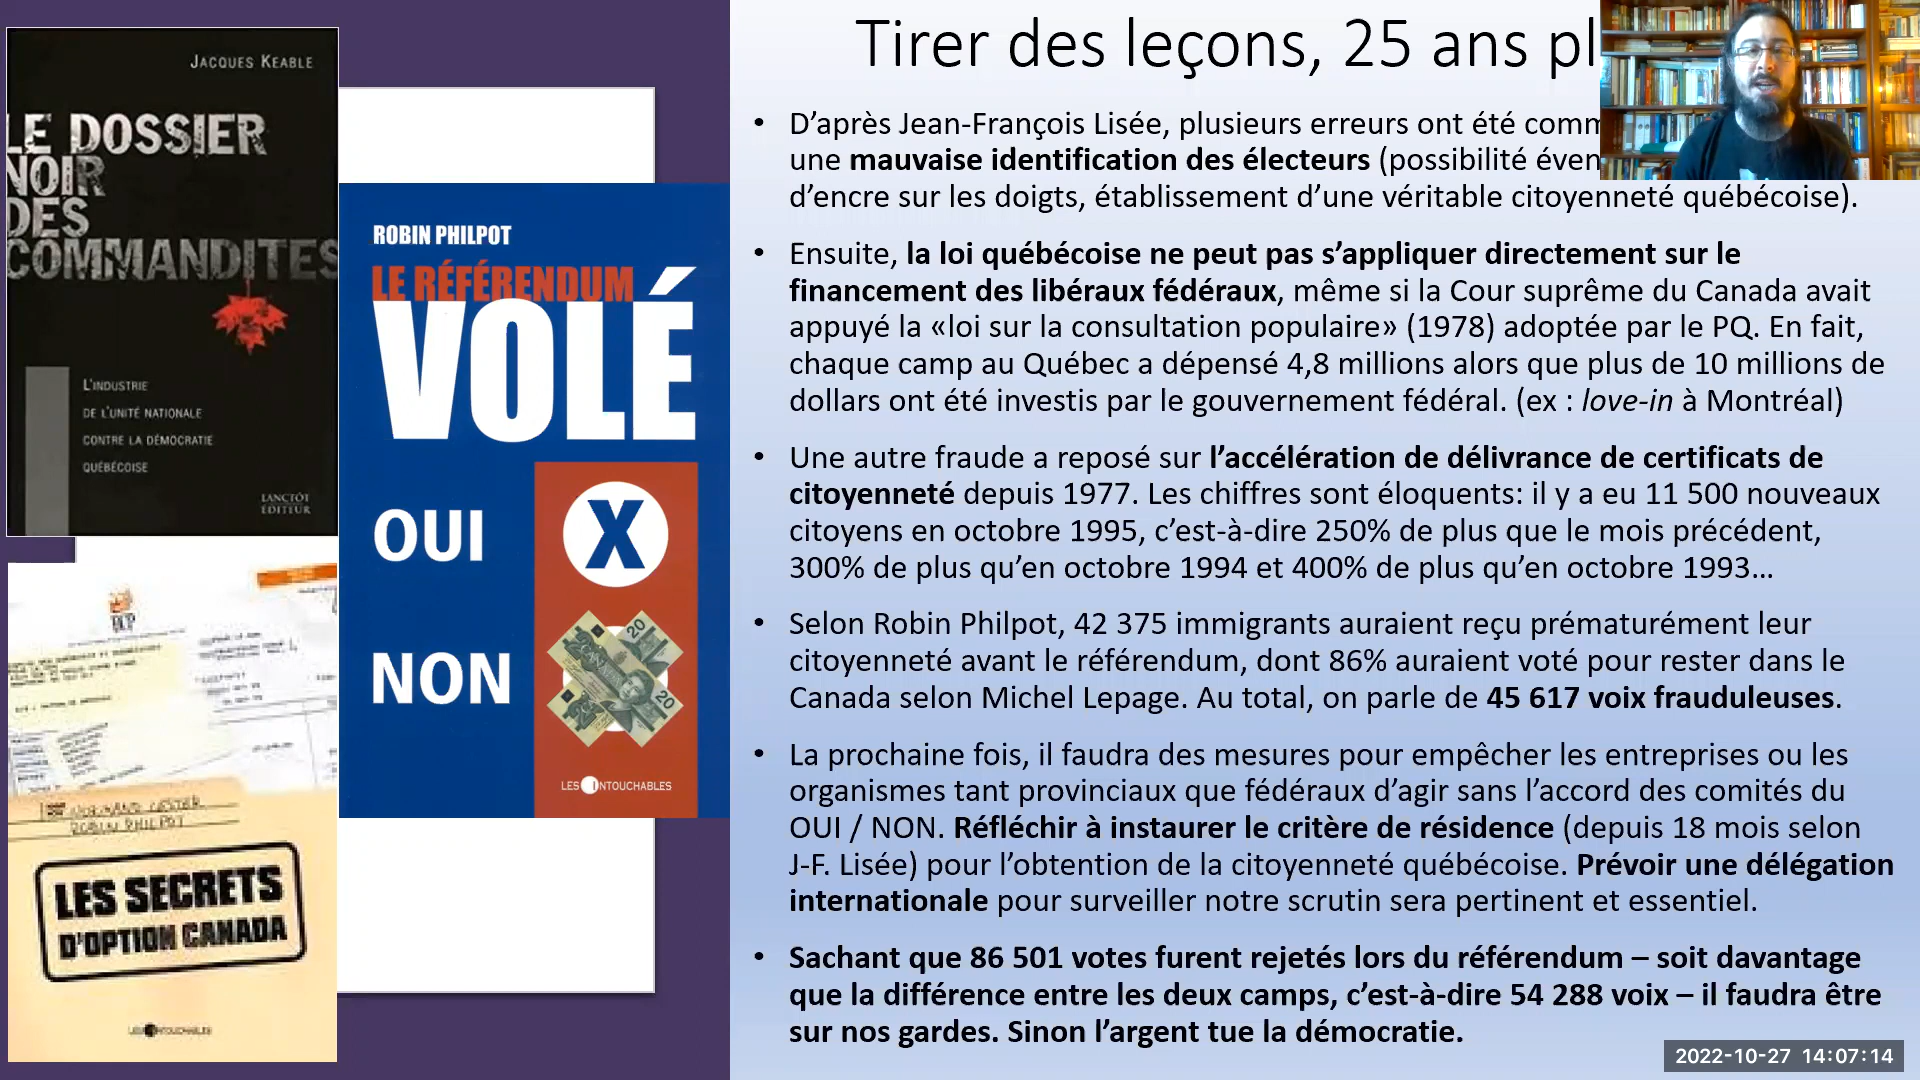 JACQUES KEABLE
LE DOSSIER
NOIR
DES
COMMANDITES
L'INDUSTRIE
DE L'UNITÉ NATIONALE
CONTRE LA DÉMOCRATIE
QUÉBÉCOISE
LANCTÔT
ÉDITEUR
ROBIN PHILPOT
LE RÉFÉRENDUM
VOLÉ
OUI
X
NON
20
20
LES INTOUCHABLES
ROBIN PHILPOT
LES SECRETS
D'OPTION CANADA
LES INTOUCHABLES
Tirer des leçons, 25 ans pl
• D’après Jean-François Lisée, plusieurs erreurs ont été comm
une mauvaise identification des électeurs (possibilité éven
d’encre sur les doigts, établissement d’une véritable citoyenneté québécoise).
• Ensuite, la loi québécoise ne peut pas s’appliquer directement sur le
financement des libéraux fédéraux, même si la Cour suprême du Canada avait
appuyé la «loi sur la consultation populaire» (1978) adoptée par le PQ. En fait,
chaque camp au Québec a dépensé 4,8 millions alors que plus de 10 millions de
dollars ont été investis par le gouvernement fédéral. (ex : love-in à Montréal)
• Une autre fraude a reposé sur l’accélération de délivrance de certificats de
citoyenneté depuis 1977. Les chiffres sont éloquents: il y a eu 11 500 nouveaux
citoyens en octobre 1995, c’est-à-dire 250% de plus que le mois précédent,
300% de plus qu’en octobre 1994 et 400% de plus qu’en octobre 1993…
• Selon Robin Philpot, 42 375 immigrants auraient reçu prématurément leur
citoyenneté avant le référendum, dont 86% auraient voté pour rester dans le
Canada selon Michel Lepage. Au total, on parle de 45 617 voix frauduleuses.
• La prochaine fois, il faudra des mesures pour empêcher les entreprises ou les
organismes tant provinciaux que fédéraux d’agir sans l’accord des comités du
OUI / NON. Réfléchir à instaurer le critère de résidence (depuis 18 mois selon
J-F. Lisée) pour l’obtention de la citoyenneté québécoise. Prévoir une délégation
internationale pour surveiller notre scrutin sera pertinent et essentiel.
• Sachant que 86 501 votes furent rejetés lors du référendum – soit davantage
que la différence entre les deux camps, c’est-à-dire 54 288 voix – il faudra être
sur nos gardes. Sinon l’argent tue la démocratie.
2022-10-27 14:07:14